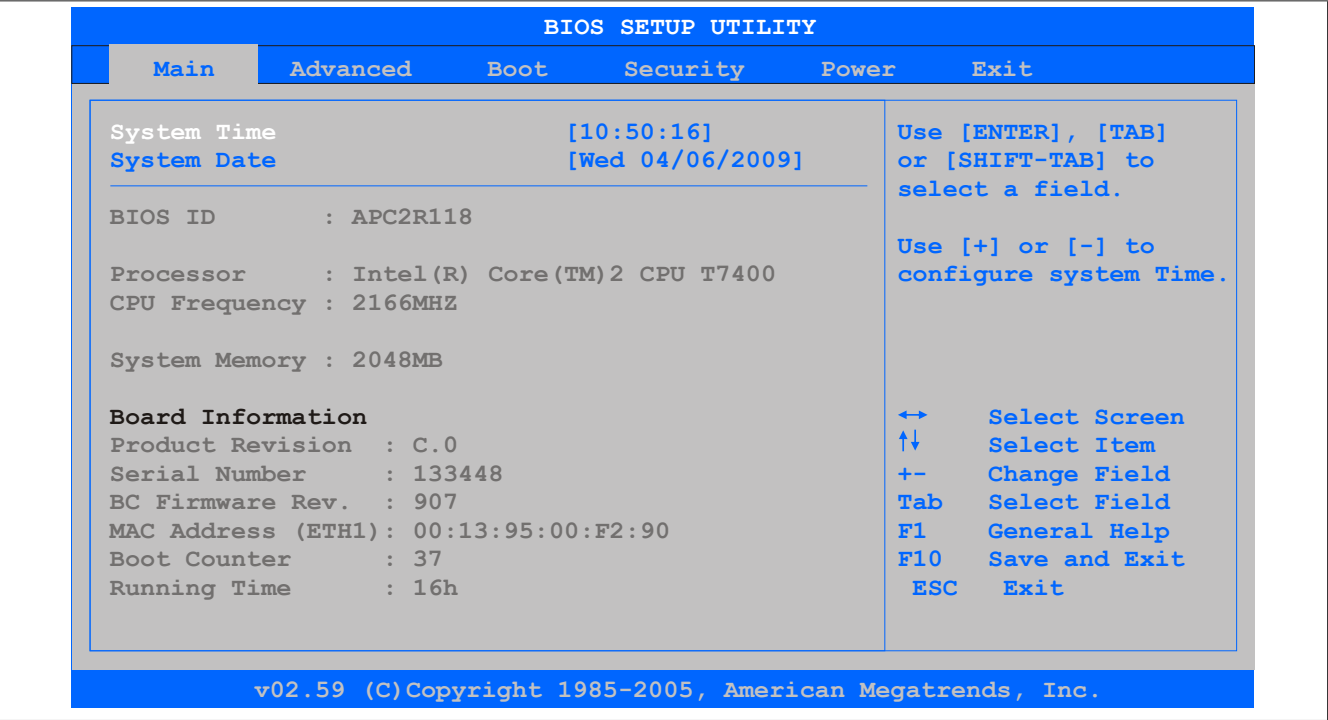 BIOS SETUP UTILITY
Main Advanced Boot Security Power Exit
System Time [10:50:16]
System Date [Wed 04/06/2009]
BIOS ID : APC2R118
Processor : Intel(R) Core(TM)2 CPU T7400
CPU Frequency : 2166MHZ
System Memory : 2048MB
Board Information
Product Revision : C.0
Serial Number : 133448
BC Firmware Rev. : 907
MAC Address (ETH1): 00:13:95:00:F2:90
Boot Counter : 37
Running Time : 16h
Use [ENTER], [TAB]
or [SHIFT-TAB] to
select a field.
Use [+] or [-] to
configure system Time.
↔ Select Screen
↑↓ Select Item
+- Change Field
Tab Select Field
F1 General Help
F10 Save and Exit
ESC Exit
v02.59 (C)Copyright 1985-2005, American Megatrends, Inc.